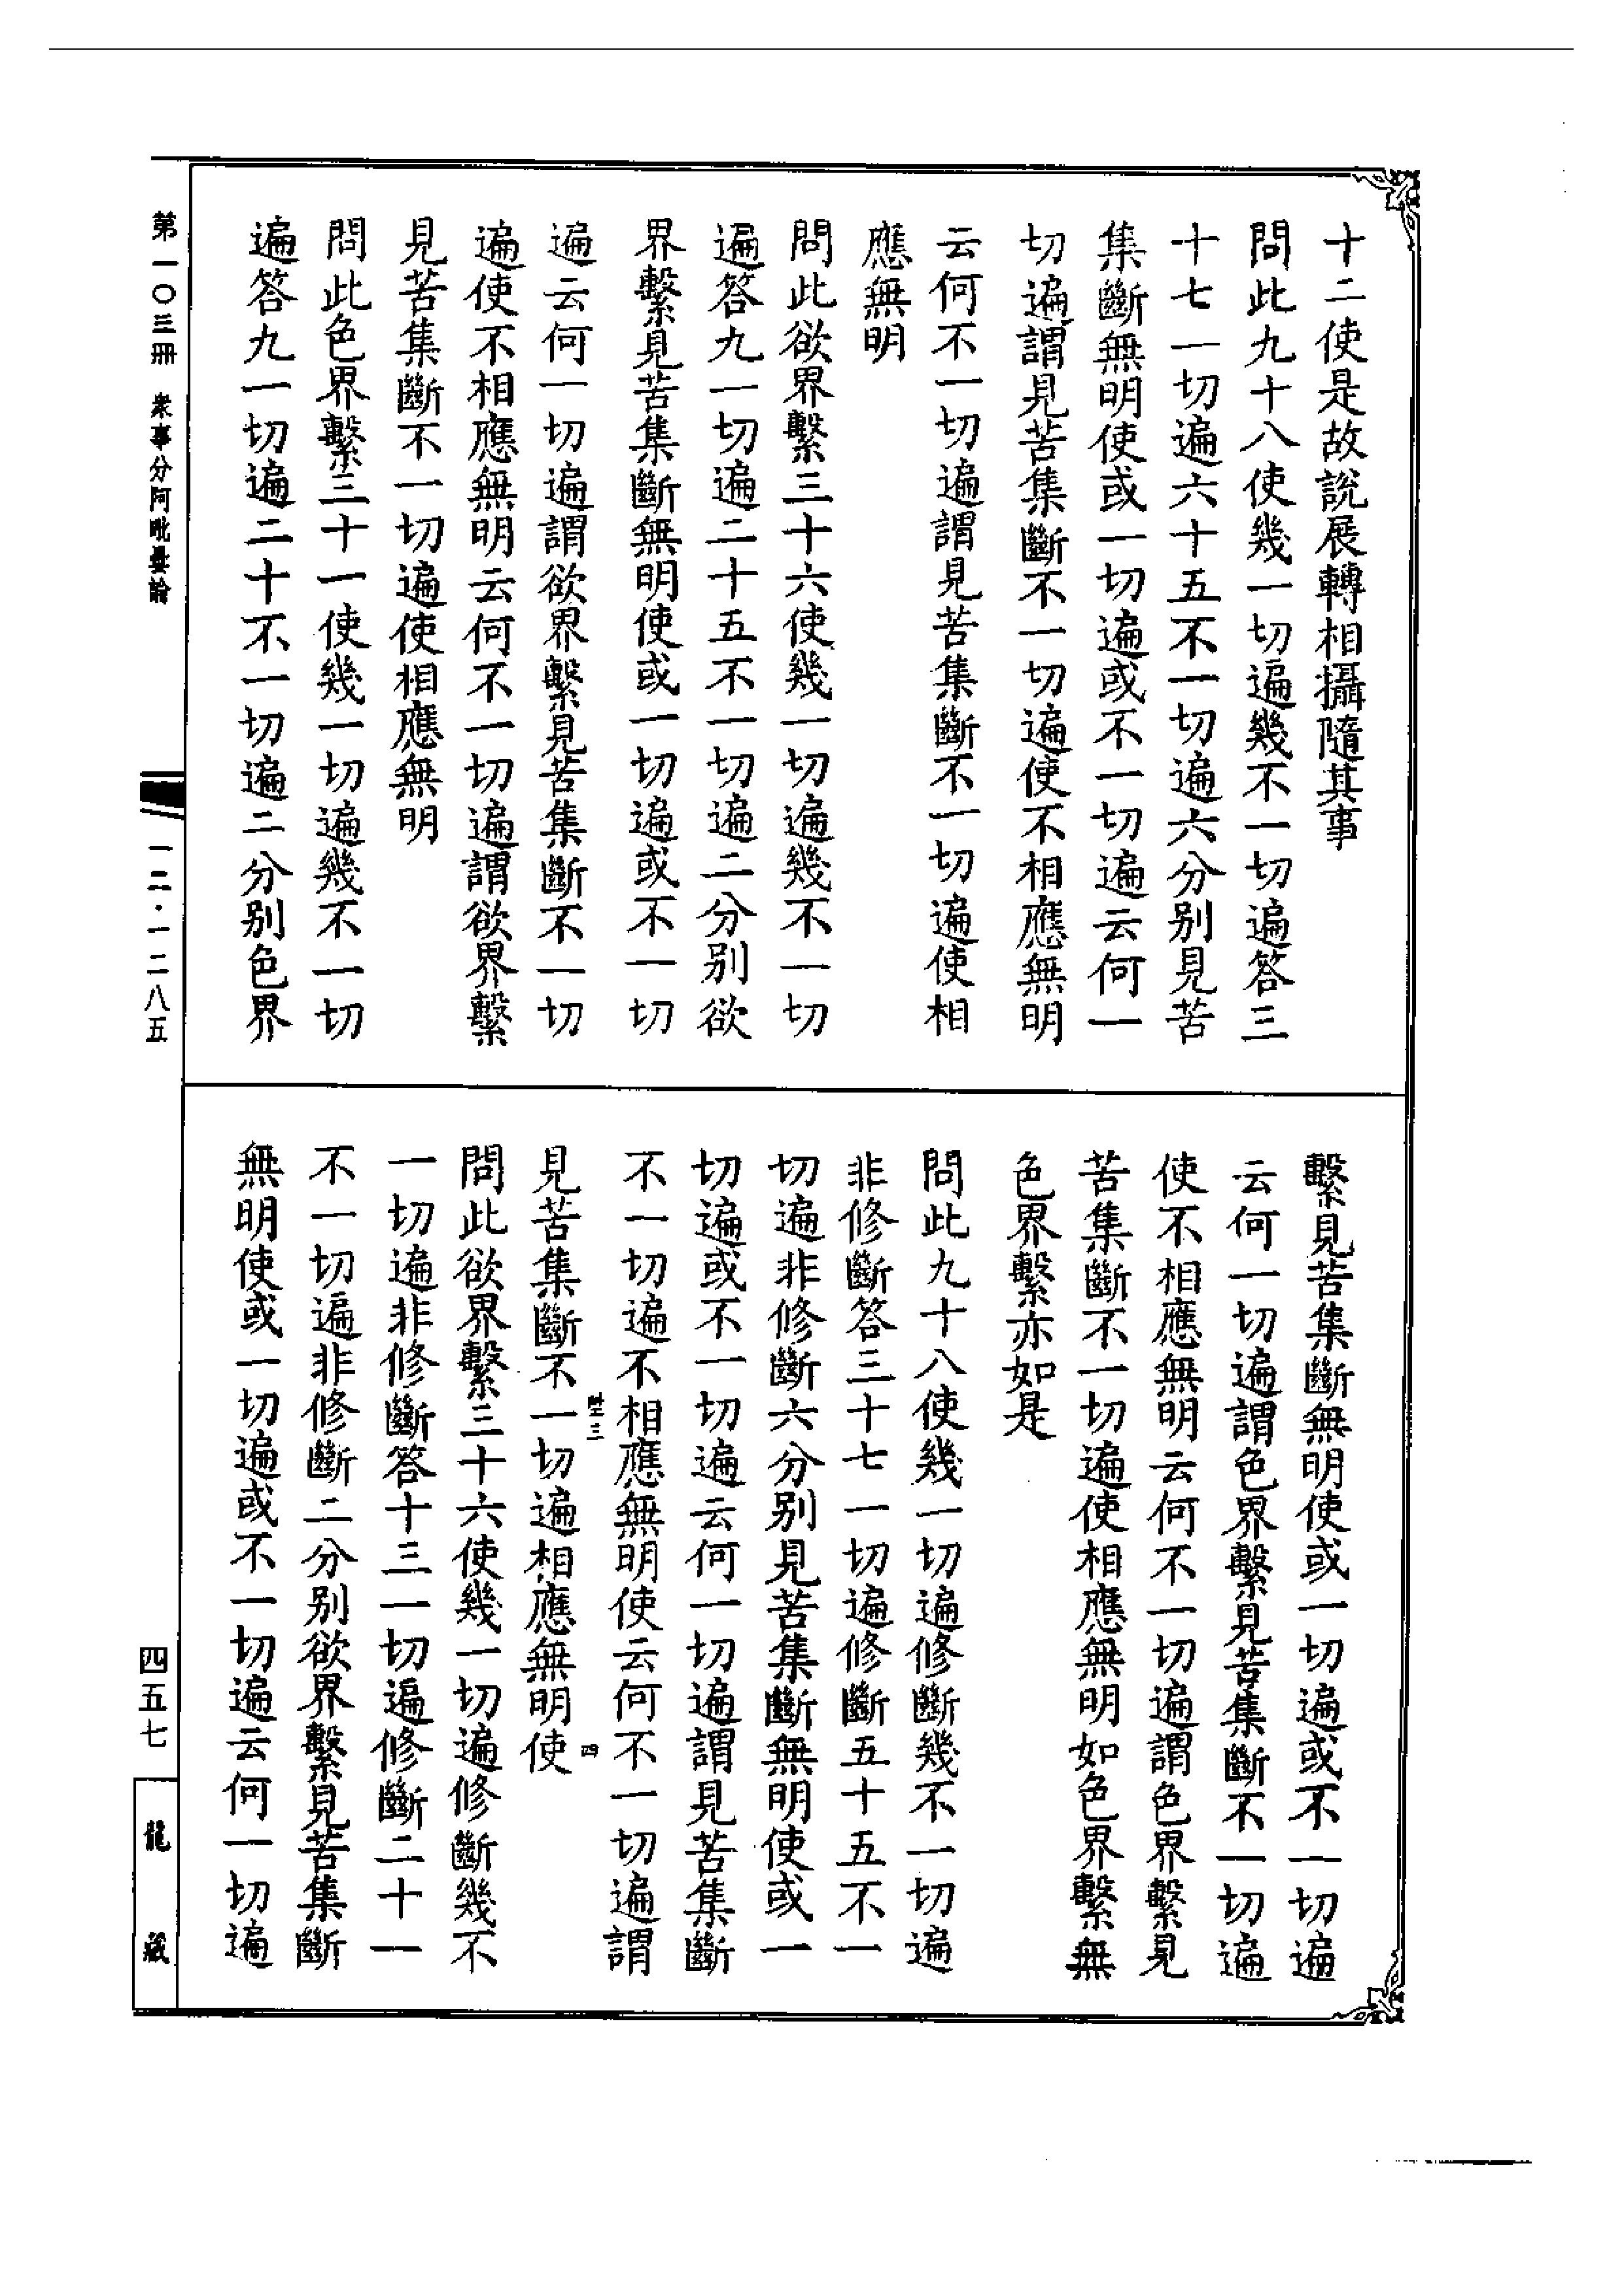 十二使是故說展轉相攝隨其事
問此九十八使幾一切遍幾不一切遍答三
十七一切遍六十五不一切遍六分別見苦
集斷無明使或一切遍或不一切遍云何一
切遍謂見苦集斷不一切遍使不相應無明
云何不一切遍謂見苦集斷不一切遍使相
應無明
問此欲界繫三十六使幾一切遍幾不一切
遍答九一切遍二十五不一切遍二分別欲
界繫見苦集斷無明使或一切遍或不一切
遍云何一切遍謂欲界繫見苦集斷不一切
遍使不相應無明云何不一切遍謂欲界繫
見苦集斷不一切遍使相應無明
問此色界繫三十一使幾一切遍幾不一切
遍答九一切遍二十不一切遍二分別色界
繫見苦集斷無明使或一切遍或不一切遍
云何一切遍謂色界繫見苦集斷不一切遍
使不相應無明云何不一切遍謂色界繫見
苦集斷不一切遍使相應無明如色界繫無
色界繫亦如是
問此九十八使幾一切遍修斷幾不一切遍
非修斷答三十七一切遍修斷五十五不一
切遍非修斷六分別見苦集斷無明使或一
切遍或不一切遍云何一切遍謂見苦集斷
不一切遍不相應無明使云何不一切遍謂
見苦集斷不一切遍相應無明使
四
問此欲界繫三十六使幾一切遍修斷幾不
一切遍非修斷答十三一切遍修斷二十一
不一切遍非修斷二分別欲界繫見苦集斷
無明使或一切遍或不一切遍云何一切遍
第一〇三冊 衆事分阿毗曇論
一二·一二八五
四五七
龍藏